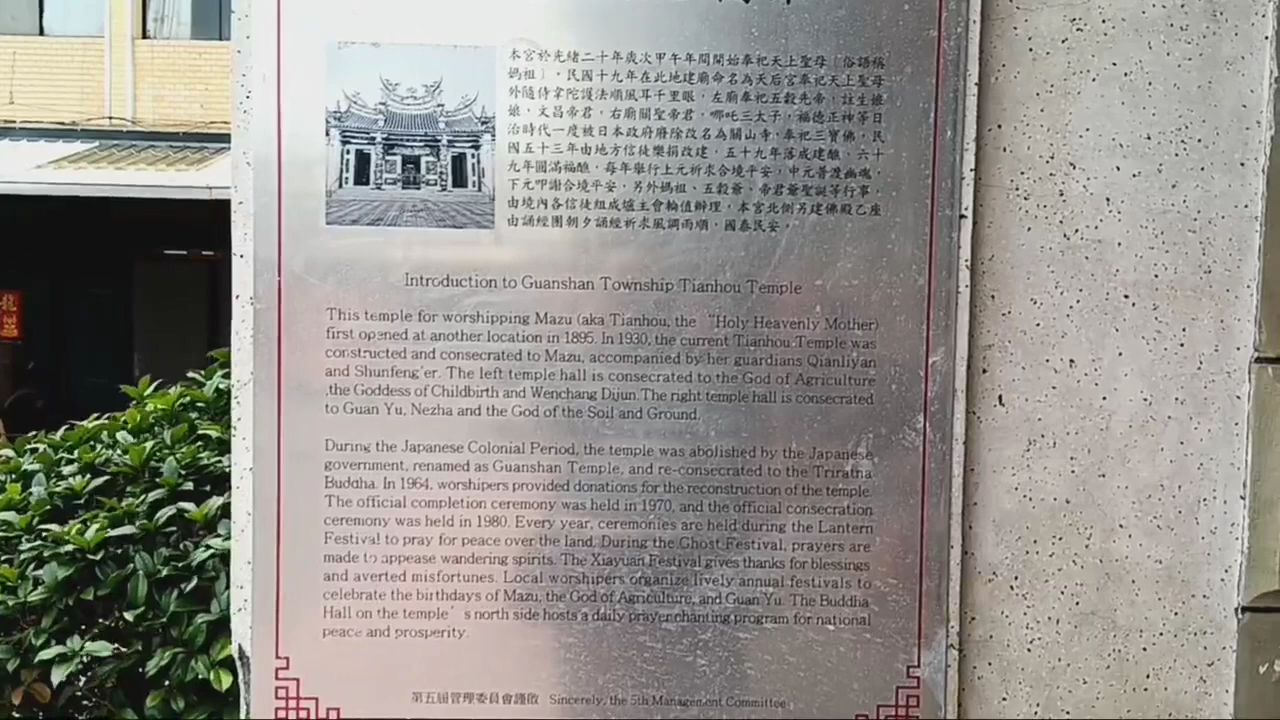 本宮於光緒二十年歲次甲午年間開始奉祀天上聖母〔俗語稱
媽祖〕，民國十九年在此地建廟命名為天后宮奉祀天上聖母
外隨侍韋陀護法順風耳千里眼，左廟奉祀五穀先帝，註生娘
娘，文昌帝君，右廟關聖帝君，哪吒三太子，福德正神等日
治時代一度被日本政府廢除改名為關山寺，奉祀三寶佛，民
國五十三年由地方信徒樂捐改建，五十九年落成建醮，六十
九年圓滿福醮，每年舉行上元祈求合境平安，中元普渡幽魂，
下元叩謝合境平安，另外媽祖、五穀爺、帝君爺聖誕等行事，
由境內各信徒組成爐主會輪值辦理，本宮北側另建佛殿乙座
由誦經團朝夕誦經祈求風調雨順，國泰民安。
Introduction to Guanshan Township Tianhou Temple
This temple for worshipping Mazu (aka Tianhou, the “Holy Heavenly Mother)
first opened at another location in 1895. In 1930, the current Tianhou Temple was
constructed and consecrated to Mazu, accompanied by her guardians Qianliyan
and Shunfeng'er. The left temple hall is consecrated to the God of Agriculture
,the Goddess of Childbirth and Wenchang Dijun.The right temple hall is consecrated
to Guan Yu, Nezha and the God of the Soil and Ground.
During the Japanese Colonial Period, the temple was abolished by the Japanese
government, renamed as Guanshan Temple, and re-consecrated to the Triratna
Buddha. In 1964, worshipers provided donations for the reconstruction of the temple.
The official completion ceremony was held in 1970, and the official consecration
ceremony was held in 1980. Every year, ceremonies are held during the Lantern
Festival to pray for peace over the land. During the Ghost Festival, prayers are
made to appease wandering spirits. The Xiayuan Festival gives thanks for blessings
and averted misfortunes. Local worshipers organize lively annual festivals to
celebrate the birthdays of Mazu, the God of Agriculture, and Guan Yu. The Buddha
Hall on the temple’s north side hosts a daily prayer chanting program for national
peace and prosperity.
第五屆管理委員會謹啟 Sincerely, the 5th Management Committee